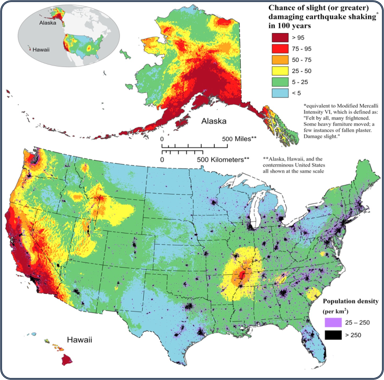 Alaska
Hawaii
Chance of slight (or greater)
damaging earthquake shaking*
in 100 years
> 95
75 - 95
50 - 75
25 - 50
5 - 25
< 5
*equivalent to Modified Mercalli
Intensity VI, which is defined as:
"Felt by all, many frightened.
Some heavy furniture moved, a
few instances of fallen plaster.
Damage slight."
Alaska
0 500 Miles**
0 500 Kilometers**
**Alaska, Hawaii, and the
conterminous United States
all shown at the same scale
Hawaii
Population density
(per km²)
25 – 250
> 250